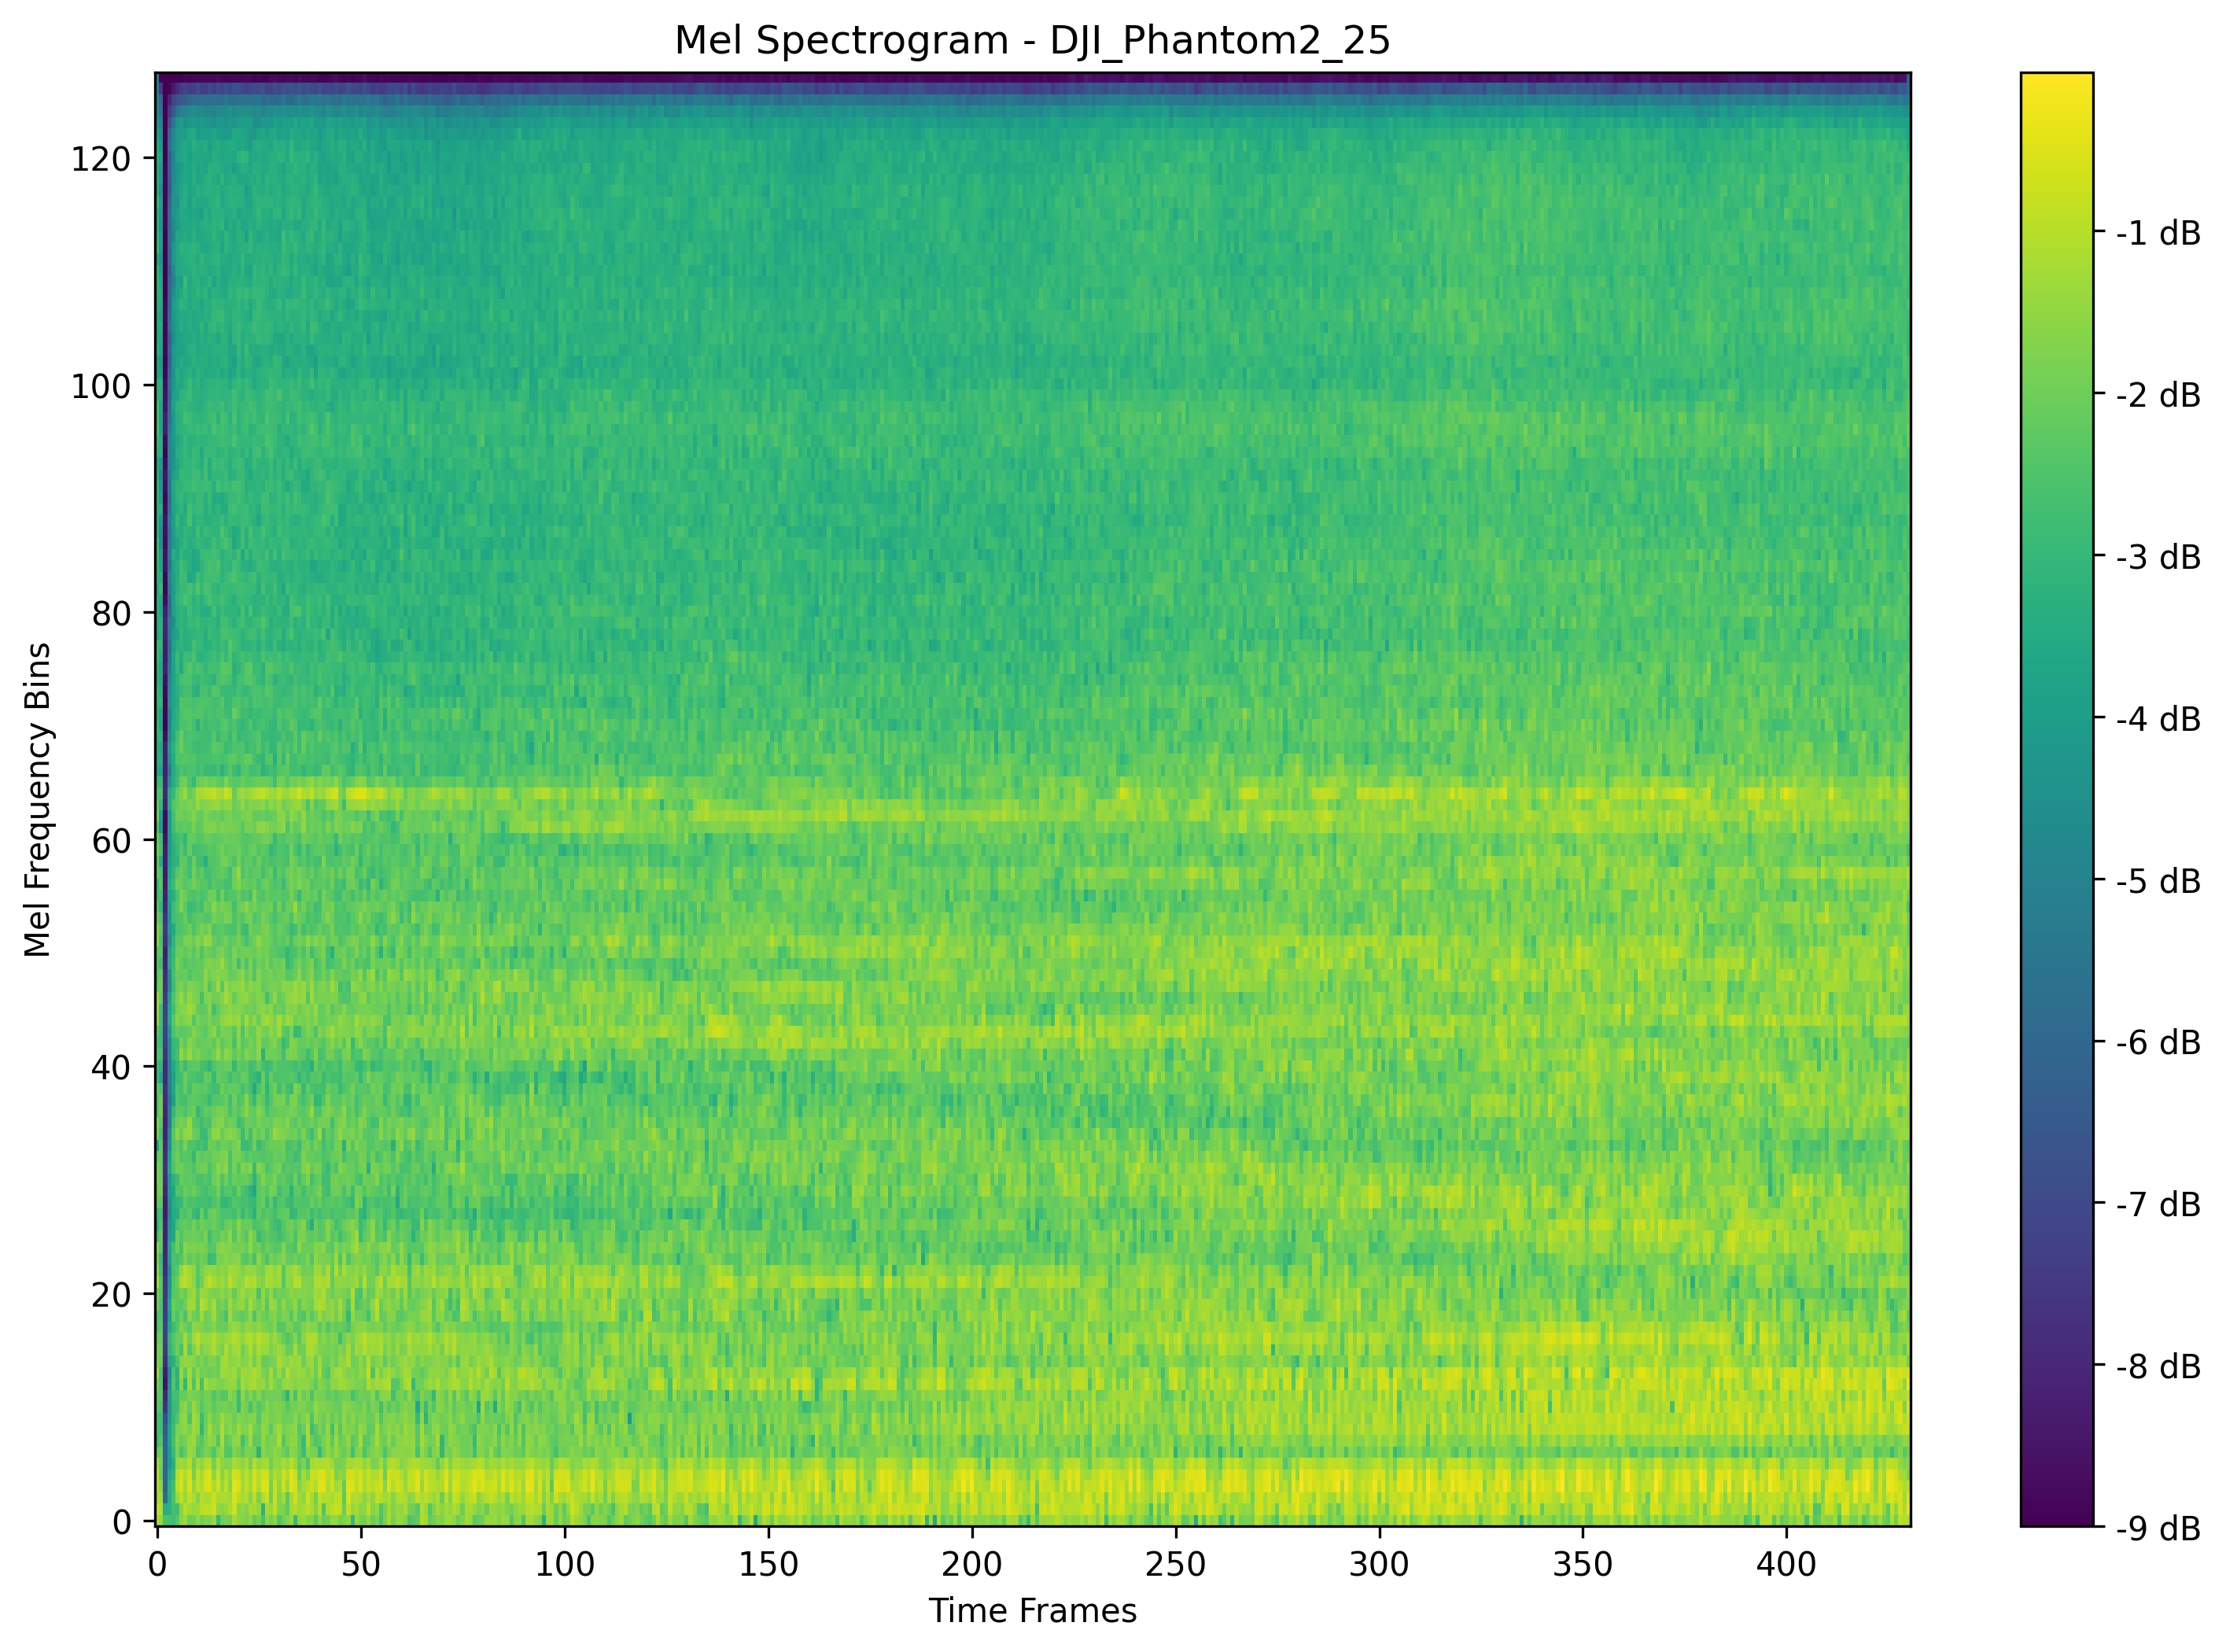 Mel Spectrogram - DJI_Phantom2_25
Mel Frequency Bins
120
100
80
60
40
20
0
0 50 100 150 200 250 300 350 400
Time Frames
-1 dB
-2 dB
-3 dB
-4 dB
-5 dB
-6 dB
-7 dB
-8 dB
-9 dB